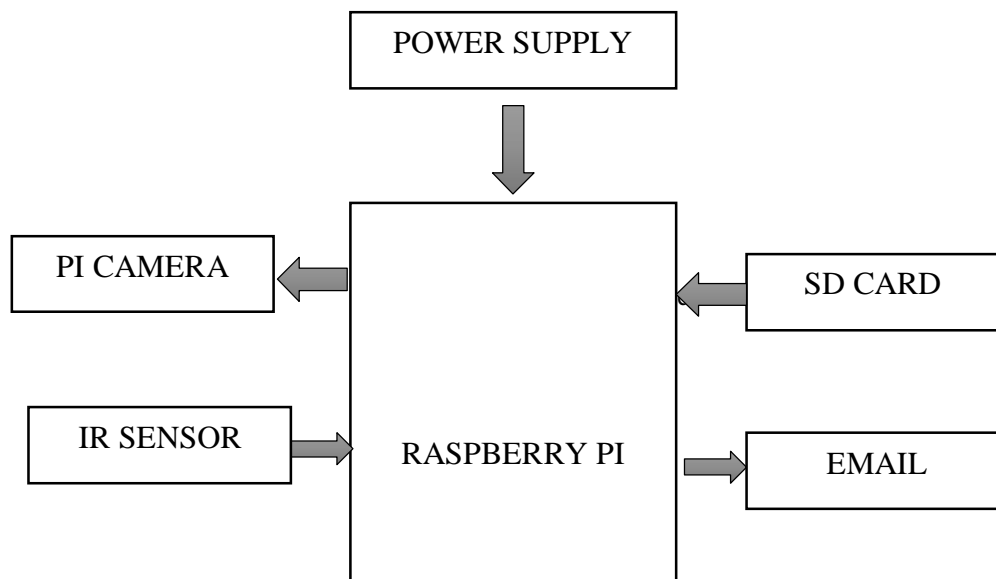 POWER SUPPLY
PI CAMERA
SD CARD
IR SENSOR
RASPBERRY PI
EMAIL